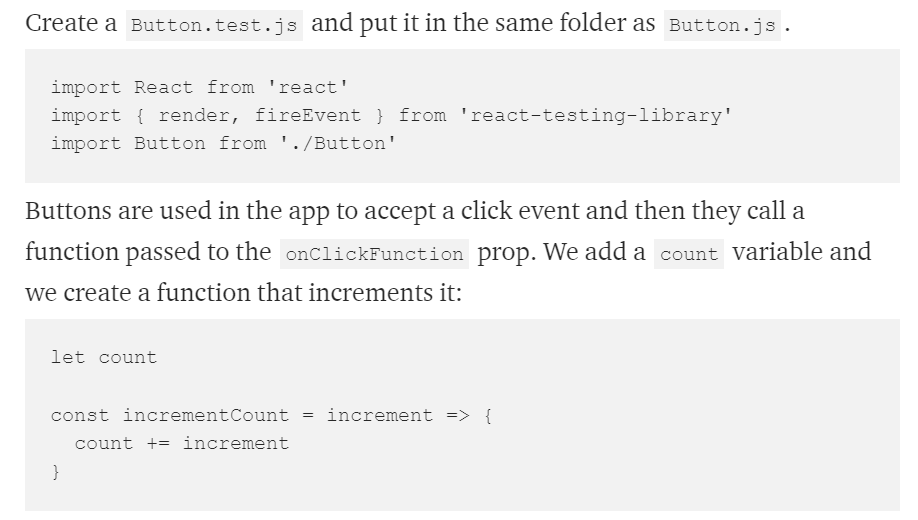 Create a Button.test.js and put it in the same folder as Button.js .
import React from 'react'
import { render, fireEvent } from 'react-testing-library'
import Button from './Button'
Buttons are used in the app to accept a click event and then they call a
function passed to the onClickFunction prop. We add a count variable and
we create a function that increments it:
let count
const incrementCount = increment => {
  count += increment
}